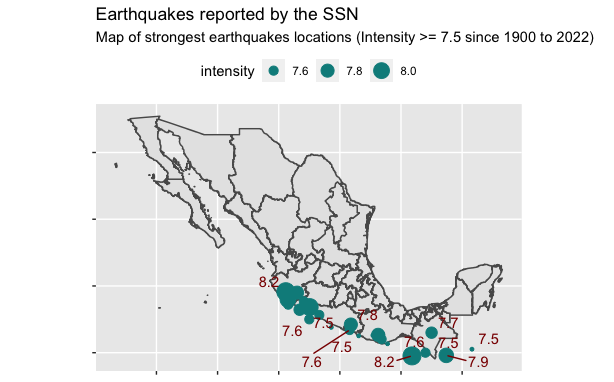 Earthquakes reported by the SSN
Map of strongest earthquakes locations (Intensity >= 7.5 since 1900 to 2022)
intensity 7.6 7.8 8.0
8.2
7.8
7.6 7.5 7.7
7.6 7.5 7.5
7.5
7.6 8.2 7.9